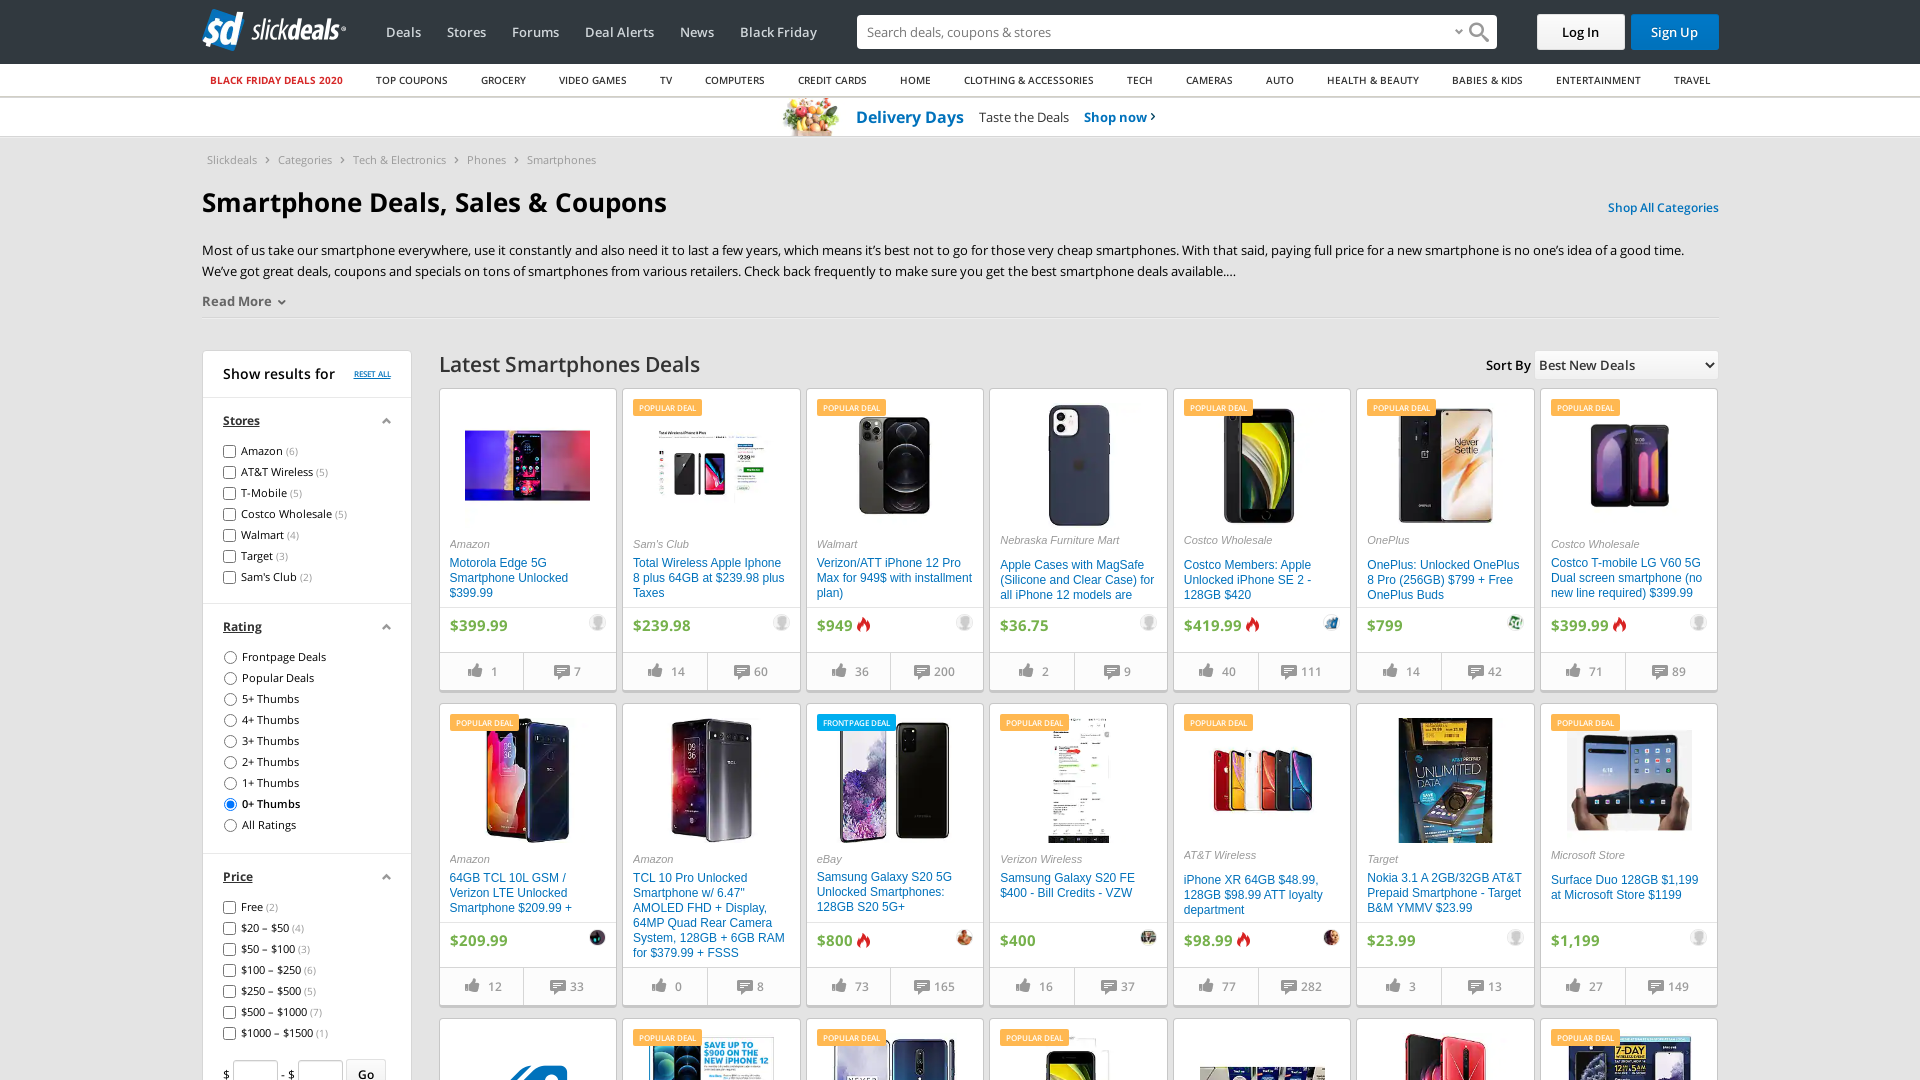 sd slickdeals
Deals Stores Forums Deal Alerts News Black Friday
Search deals, coupons & stores
Log In
Sign Up
BLACK FRIDAY DEALS 2020 TOP COUPONS GROCERY VIDEO GAMES TV COMPUTERS CREDIT CARDS HOME CLOTHING & ACCESSORIES TECH CAMERAS AUTO HEALTH & BEAUTY BABIES & KIDS ENTERTAINMENT TRAVEL
Delivery Days Taste the Deals Shop now
Slickdeals > Categories > Tech & Electronics > Phones > Smartphones
Smartphone Deals, Sales & Coupons
Shop All Categories
Most of us take our smartphone everywhere, use it constantly and also need it to last a few years, which means it’s best not to go for those very cheap smartphones. With that said, paying full price for a new smartphone is no one’s idea of a good time.
We’ve got great deals, coupons and specials on tons of smartphones from various retailers. Check back frequently to make sure you get the best smartphone deals available....
Read More
Show results for
RESET ALL
Stores
Amazon (6)
AT&T Wireless (5)
T-Mobile (5)
Costco Wholesale (5)
Walmart (4)
Target (3)
Sam's Club (2)
Rating
Frontpage Deals
Popular Deals
5+ Thumbs
4+ Thumbs
3+ Thumbs
2+ Thumbs
1+ Thumbs
0+ Thumbs
All Ratings
Price
Free (2)
$20 – $50 (4)
$50 – $100 (3)
$100 – $250 (6)
$250 – $500 (5)
$500 – $1000 (7)
$1000 – $1500 (1)
$ - $ Go
Latest Smartphones Deals
Sort By Best New Deals
Amazon
Motorola Edge 5G
Smartphone Unlocked
$399.99
$399.99
1 7
POPULAR DEAL
Sam's Club
Total Wireless Apple Iphone
8 plus 64GB at $239.98 plus
Taxes
$239.98
14 60
POPULAR DEAL
Walmart
Verizon/ATT iPhone 12 Pro
Max for 949$ with installment
plan)
$949
36 200
Nebraska Furniture Mart
Apple Cases with MagSafe
(Silicone and Clear Case) for
all iPhone 12 models are
$36.75
2 9
POPULAR DEAL
Costco Wholesale
Costco Members: Apple
Unlocked iPhone SE 2 -
128GB $420
$419.99
40 111
POPULAR DEAL
Never
Settle
OnePlus
OnePlus: Unlocked OnePlus
8 Pro (256GB) $799 + Free
OnePlus Buds
$799
14 42
POPULAR DEAL
Costco Wholesale
Costco T-mobile LG V60 5G
Dual screen smartphone (no
new line required) $399.99
$399.99
71 89
POPULAR DEAL
Amazon
64GB TCL 10L GSM /
Verizon LTE Unlocked
Smartphone $209.99 +
$209.99
12 33
Amazon
TCL 10 Pro Unlocked
Smartphone w/ 6.47"
AMOLED FHD + Display,
64MP Quad Rear Camera
System, 128GB + 6GB RAM
for $379.99 + FSSS
0 8
FRONTPAGE DEAL
eBay
Samsung Galaxy S20 5G
Unlocked Smartphones:
128GB S20 5G+
$800
73 165
POPULAR DEAL
Verizon Wireless
Samsung Galaxy S20 FE
$400 - Bill Credits - VZW
$400
16 37
POPULAR DEAL
AT&T Wireless
iPhone XR 64GB $48.99,
128GB $98.99 ATT loyalty
department
$98.99
77 282
UNLIMITED
DATA
Target
Nokia 3.1 A 2GB/32GB AT&T
Prepaid Smartphone - Target
B&M YMMV $23.99
$23.99
3 13
POPULAR DEAL
Microsoft Store
Surface Duo 128GB $1,199
at Microsoft Store $1199
$1,199
27 149
POPULAR DEAL
SAVE UP TO
$900 ON THE
NEW IPHONE 12
POPULAR DEAL
POPULAR DEAL
POPULAR DEAL
7-DAY